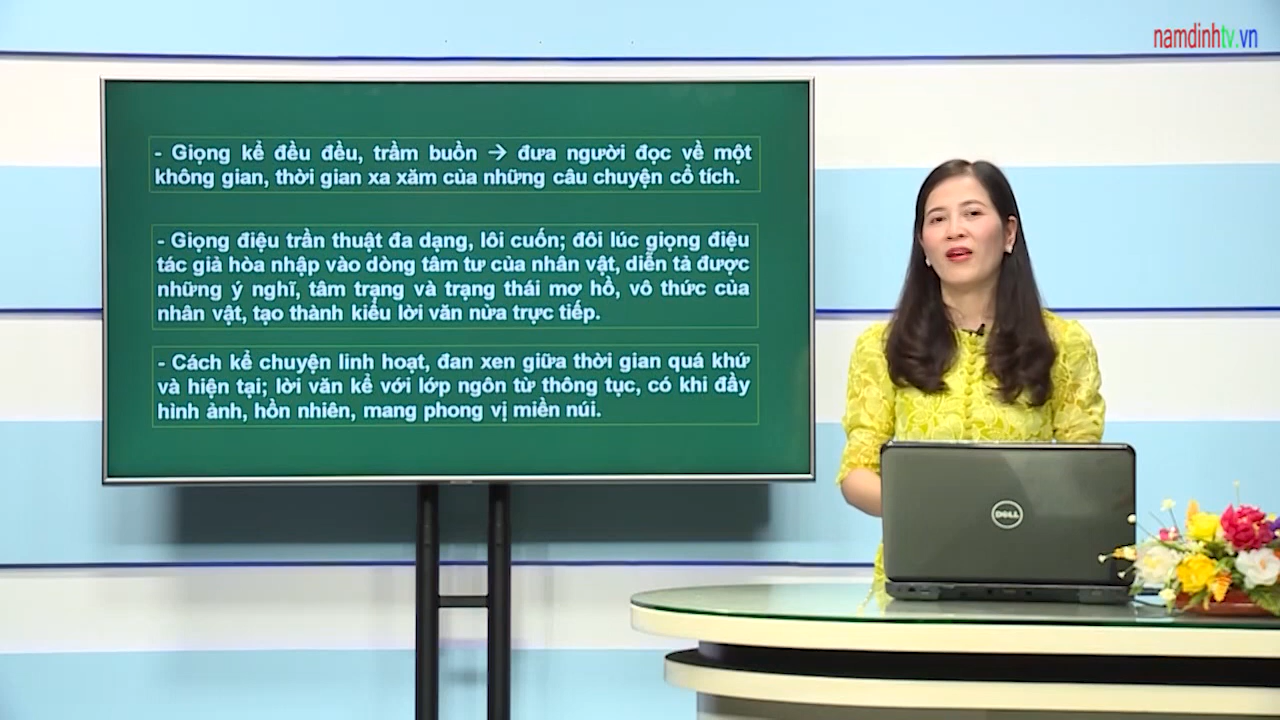 namdinhtv.vn
- Giọng kể đều đều, trầm buồn → đưa người đọc về một
không gian, thời gian xa xăm của những câu chuyện cổ tích.
- Giọng điệu trần thuật đa dạng, lôi cuốn; đôi lúc giọng điệu
tác giả hòa nhập vào dòng tâm tư của nhân vật, diễn tả được
những ý nghĩ, tâm trạng và trạng thái mơ hồ, vô thức của
nhân vật, tạo thành kiểu lời văn nửa trực tiếp.
- Cách kể chuyện linh hoạt, đan xen giữa thời gian quá khứ
và hiện tại; lời văn kể với lớp ngôn từ thông tục, có khi đầy
hình ảnh, hồn nhiên, mang phong vị miền núi.
DELL